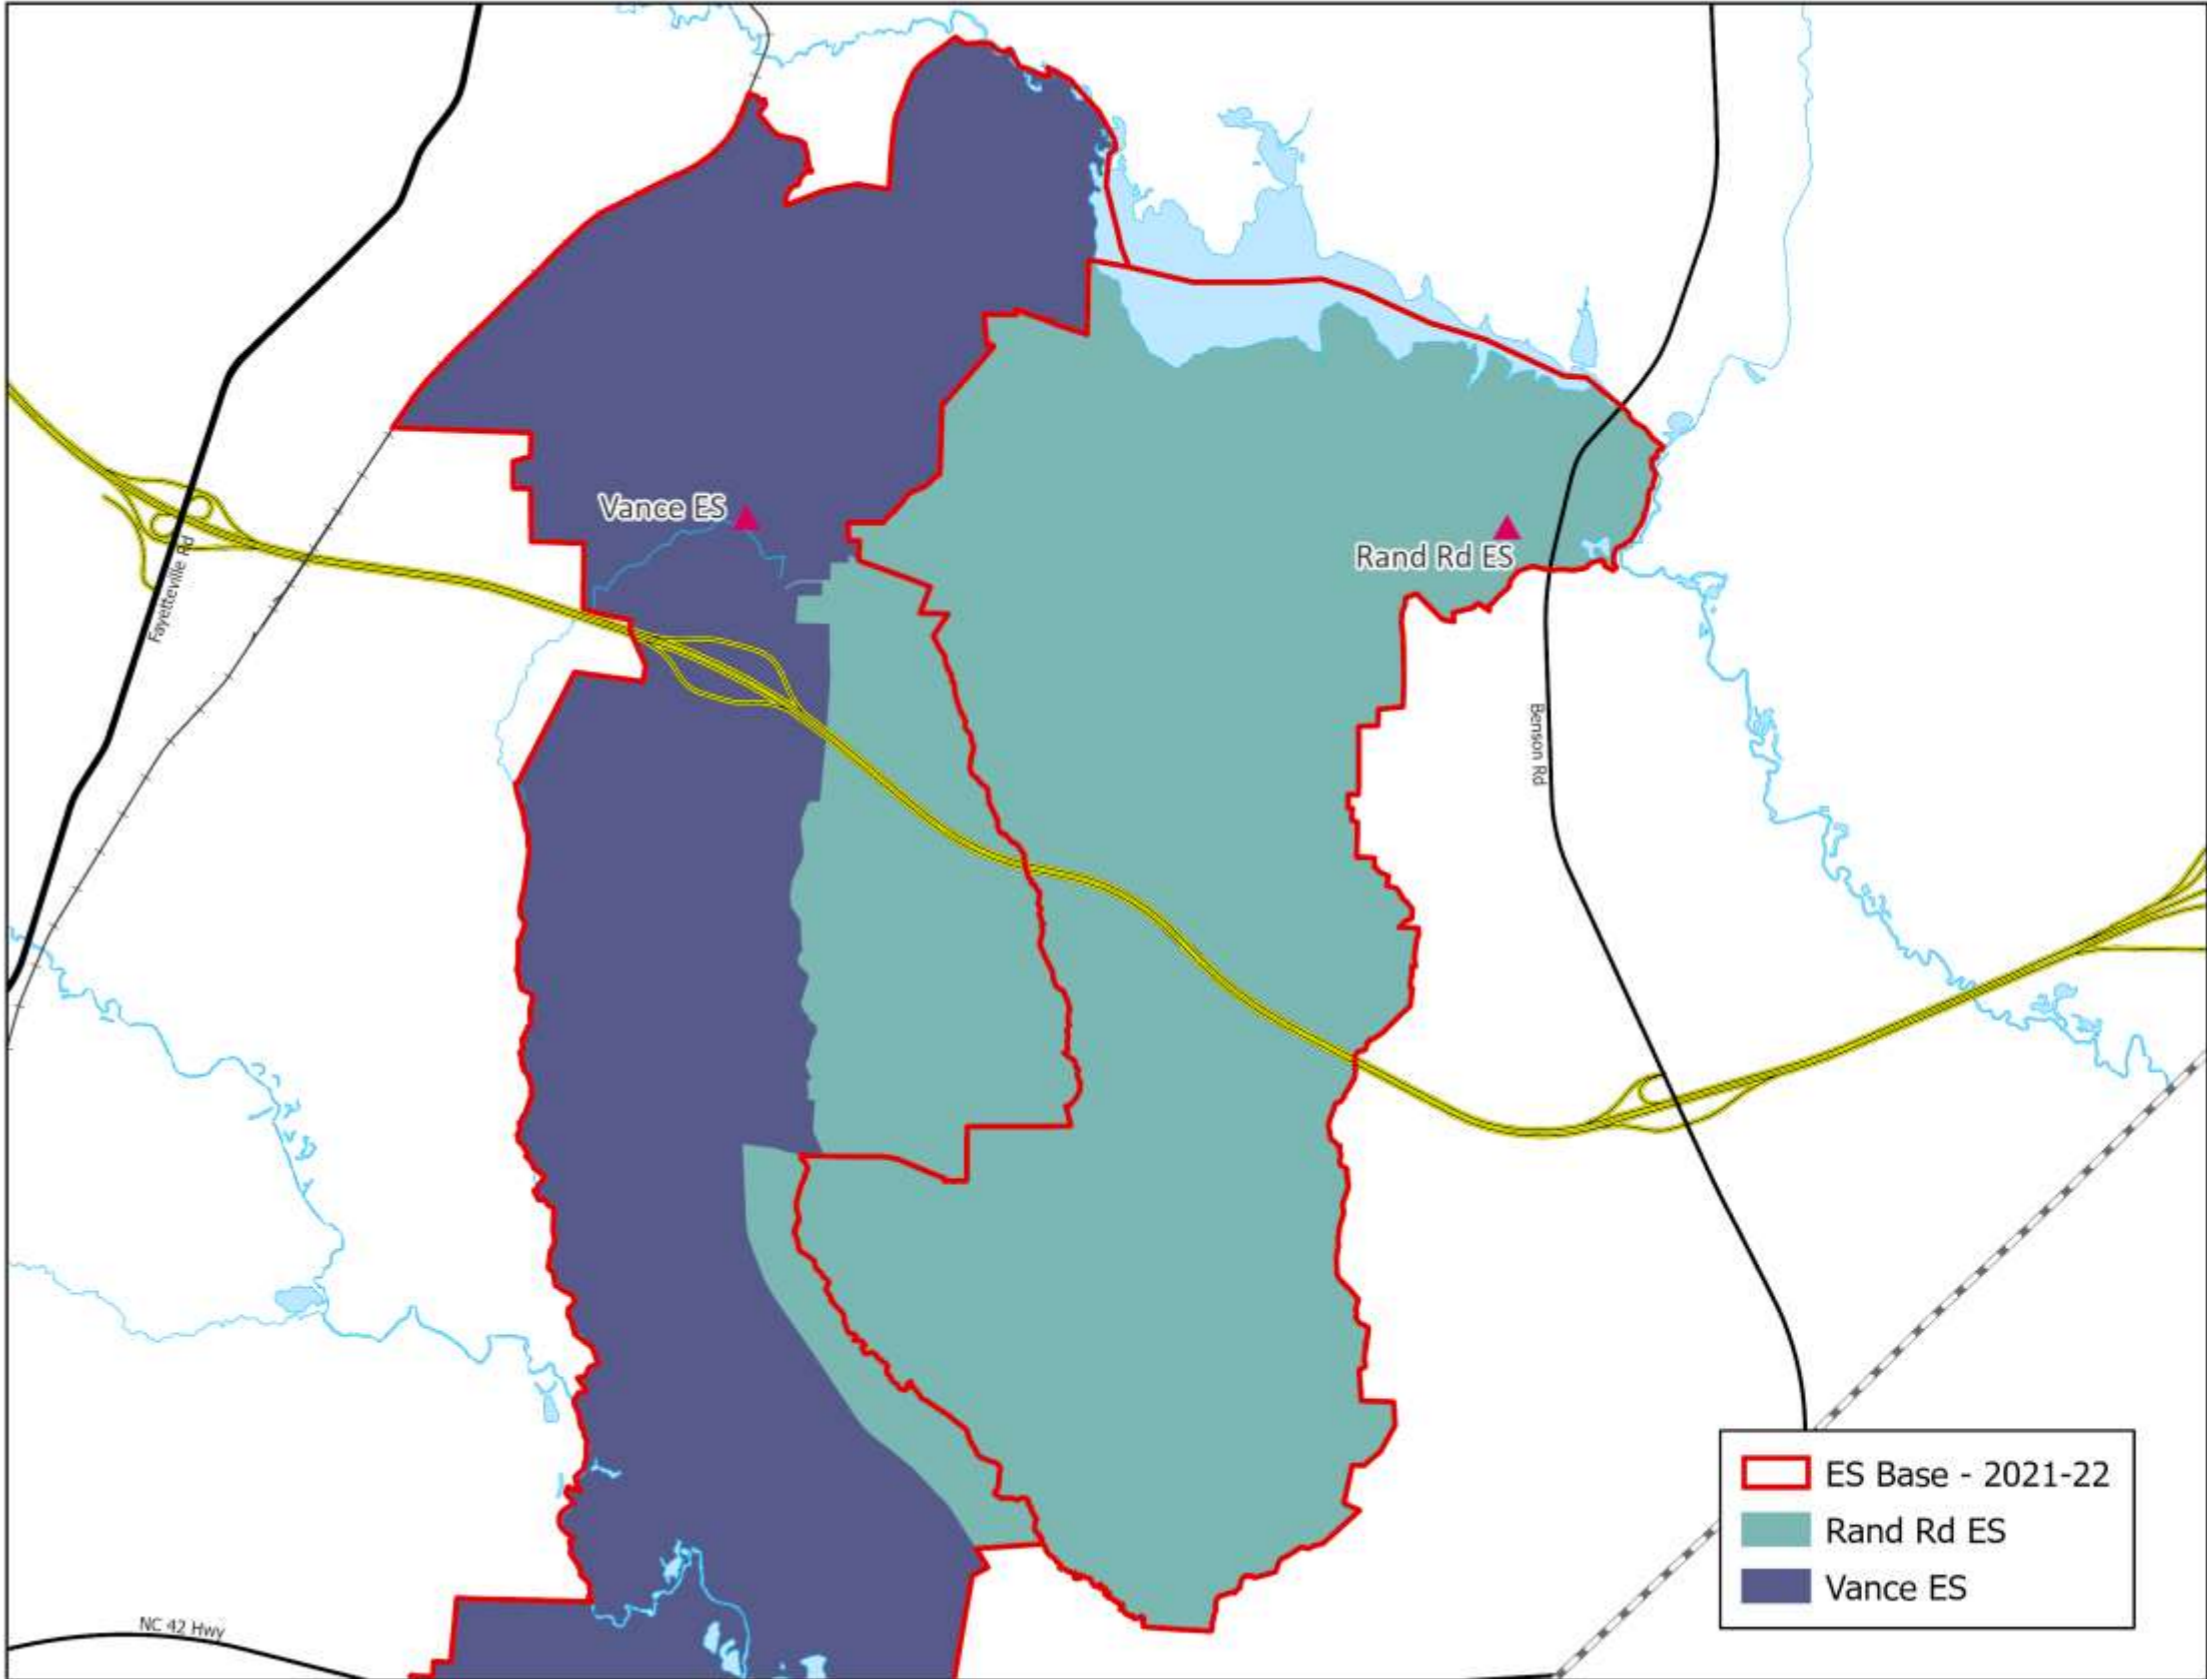 Vance ES
Rand Rd ES
Fayetteville Rd
Benson Rd
NC 42 Hwy
ES Base - 2021-22
Rand Rd ES
Vance ES